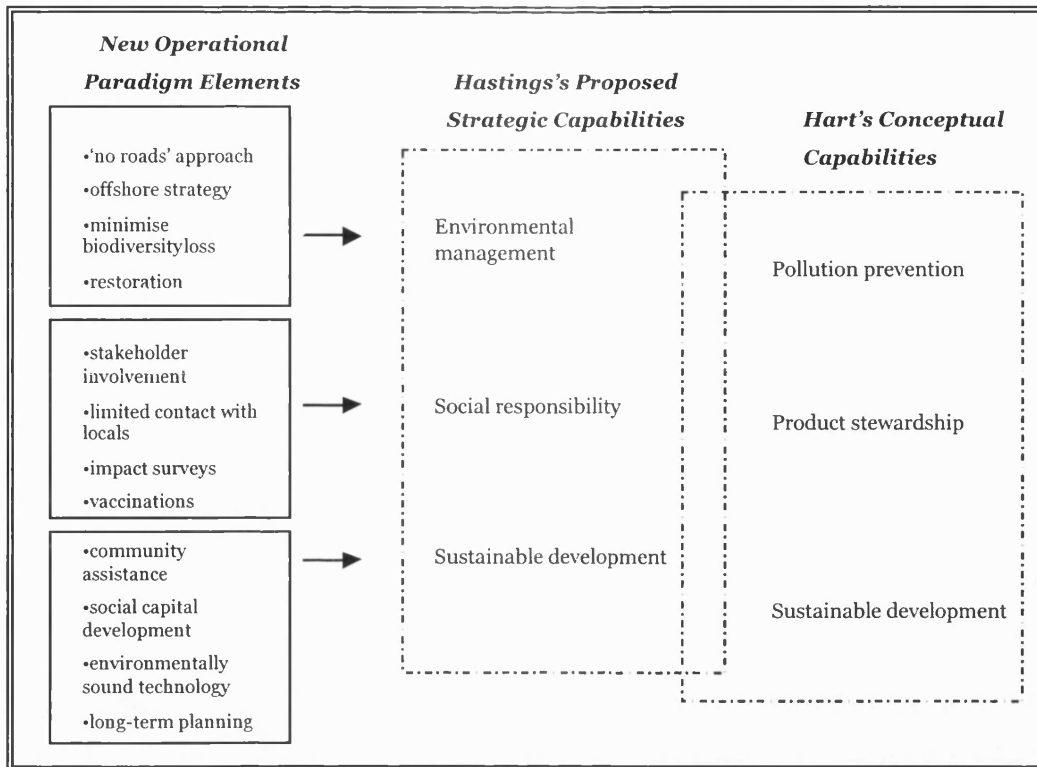 New Operational
Paradigm Elements
•'no roads' approach
•offshore strategy
•minimise
biodiversityloss
•restoration
•stakeholder
involvement
•limited contact with
locals
•impact surveys
•vaccinations
•community
assistance
•social capital
development
•environmentally
sound technology
•long-term planning
Hastings's Proposed
Strategic Capabilities
Environmental
management
Social responsibility
Sustainable development
Hart's Conceptual
Capabilities
Pollution prevention
Product stewardship
Sustainable development